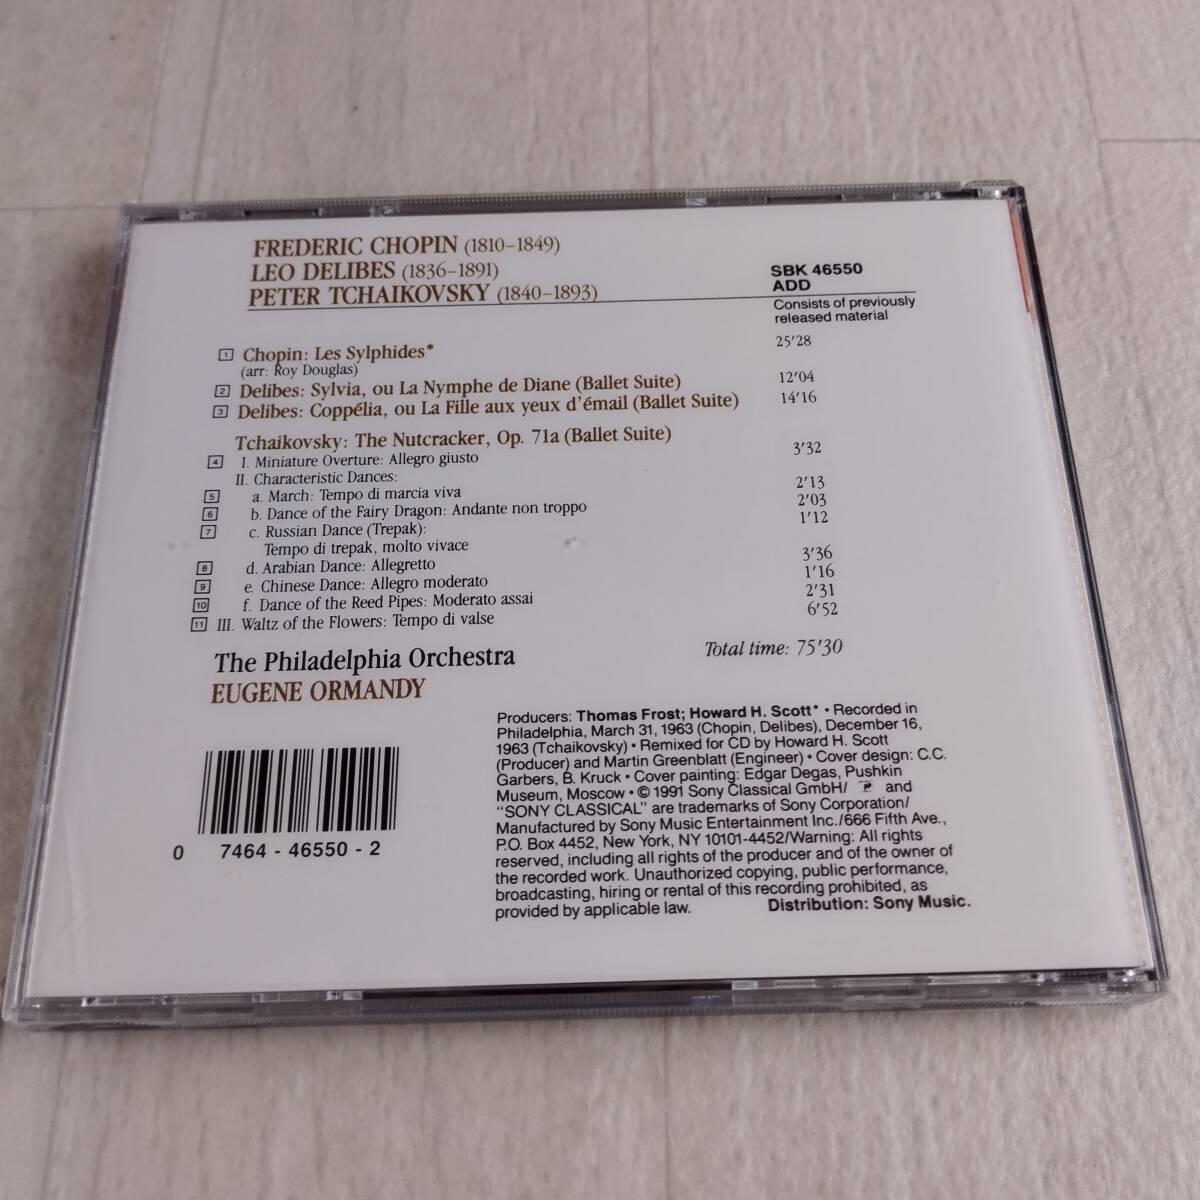 FREDERIC CHOPIN (1810–1849)
LEO DELIBES (1836–1891)
PETER TCHAIKOVSKY (1840–1893)
SBK 46550
ADD
Consists of previously
released material
1 Chopin: Les Sylphides* 25'28
(arr: Roy Douglas)
2 Delibes: Sylvia, ou La Nymphe de Diane (Ballet Suite) 12'04
3 Delibes: Coppélia, ou La Fille aux yeux d'émail (Ballet Suite) 14'16
Tchaikovsky: The Nutcracker, Op. 71a (Ballet Suite)
4 I. Miniature Overture: Allegro giusto 3'32
II. Characteristic Dances:
5 a. March: Tempo di marcia viva 2'13
6 b. Dance of the Fairy Dragon: Andante non troppo 2'03
7 c. Russian Dance (Trepak): 1'12
Tempo di trepak, molto vivace
8 d. Arabian Dance: Allegretto 3'36
9 e. Chinese Dance: Allegro moderato 1'16
10 f. Dance of the Reed Pipes: Moderato assai 2'31
11 III. Waltz of the Flowers: Tempo di valse 6'52
Total time: 75'30
The Philadelphia Orchestra
EUGENE ORMANDY
Producers: Thomas Frost; Howard H. Scott* • Recorded in
Philadelphia, March 31, 1963 (Chopin, Delibes), December 16,
1963 (Tchaikovsky) • Remixed for CD by Howard H. Scott
(Producer) and Martin Greenblatt (Engineer) • Cover design: C.C.
Garbers, B. Kruck • Cover painting: Edgar Degas, Pushkin
Museum, Moscow • © 1991 Sony Classical GmbH/ and
"SONY CLASSICAL" are trademarks of Sony Corporation/
Manufactured by Sony Music Entertainment Inc./666 Fifth Ave.,
P.O. Box 4452, New York, NY 10101-4452/Warning: All rights
reserved, including all rights of the producer and of the owner of
the recorded work. Unauthorized copying, public performance,
broadcasting, hiring or rental of this recording prohibited, as
provided by applicable law. Distribution: Sony Music.
0 7464 - 46550 - 2